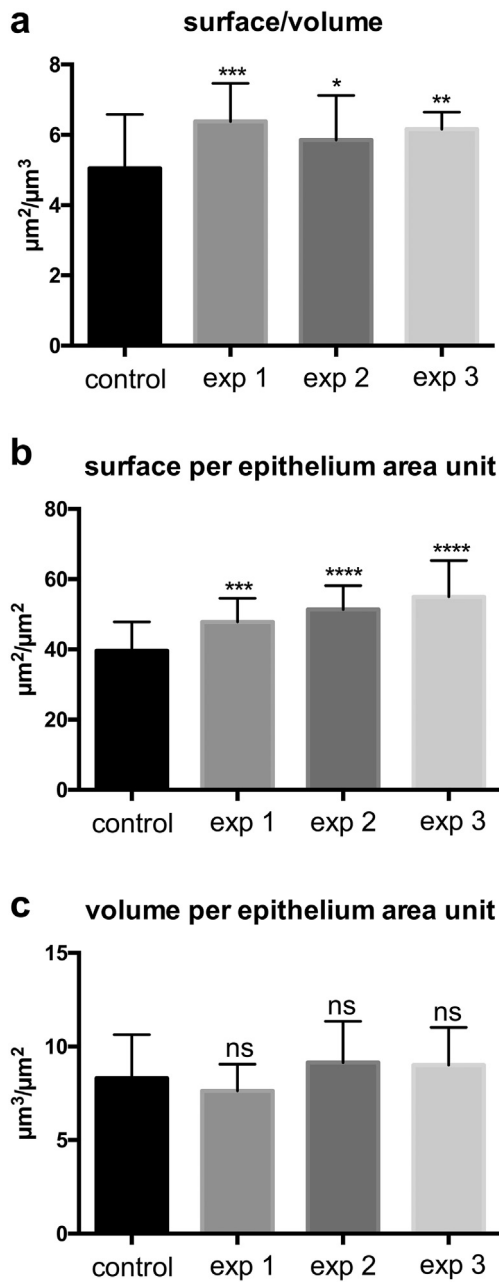 a
surface/volume
µm²/µm³
8
6
4
2
0
***
*
**
control exp 1 exp 2 exp 3
b
surface per epithelium area unit
µm²/µm²
80
60
40
20
0
***
****
****
control exp 1 exp 2 exp 3
c
volume per epithelium area unit
µm³/µm²
15
10
5
0
ns
ns
ns
control exp 1 exp 2 exp 3